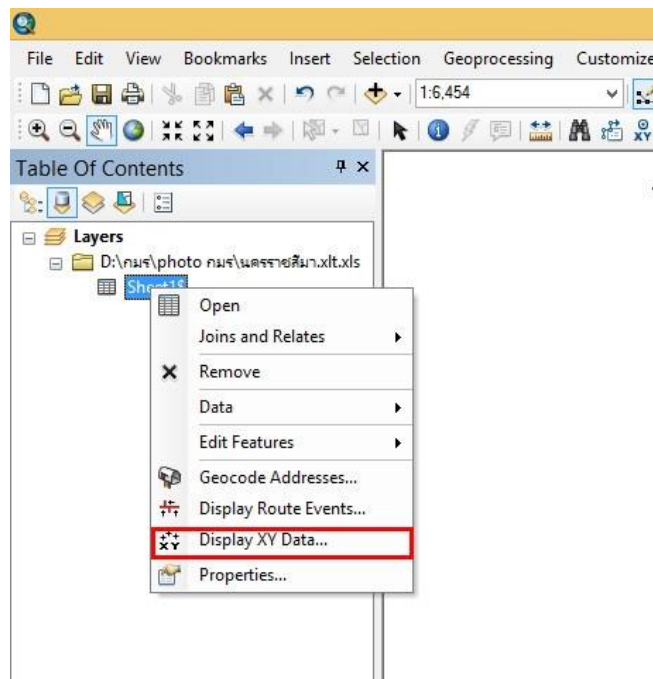 File Edit View Bookmarks Insert Selection Geoprocessing Customize
1:6,454
Table Of Contents
Layers
D:\กมร\photo กมร\นครราชสีมา.xlt.xls
Sheet1$
Open
Joins and Relates
Remove
Data
Edit Features
Geocode Addresses...
Display Route Events...
XY Display XY Data...
Properties...